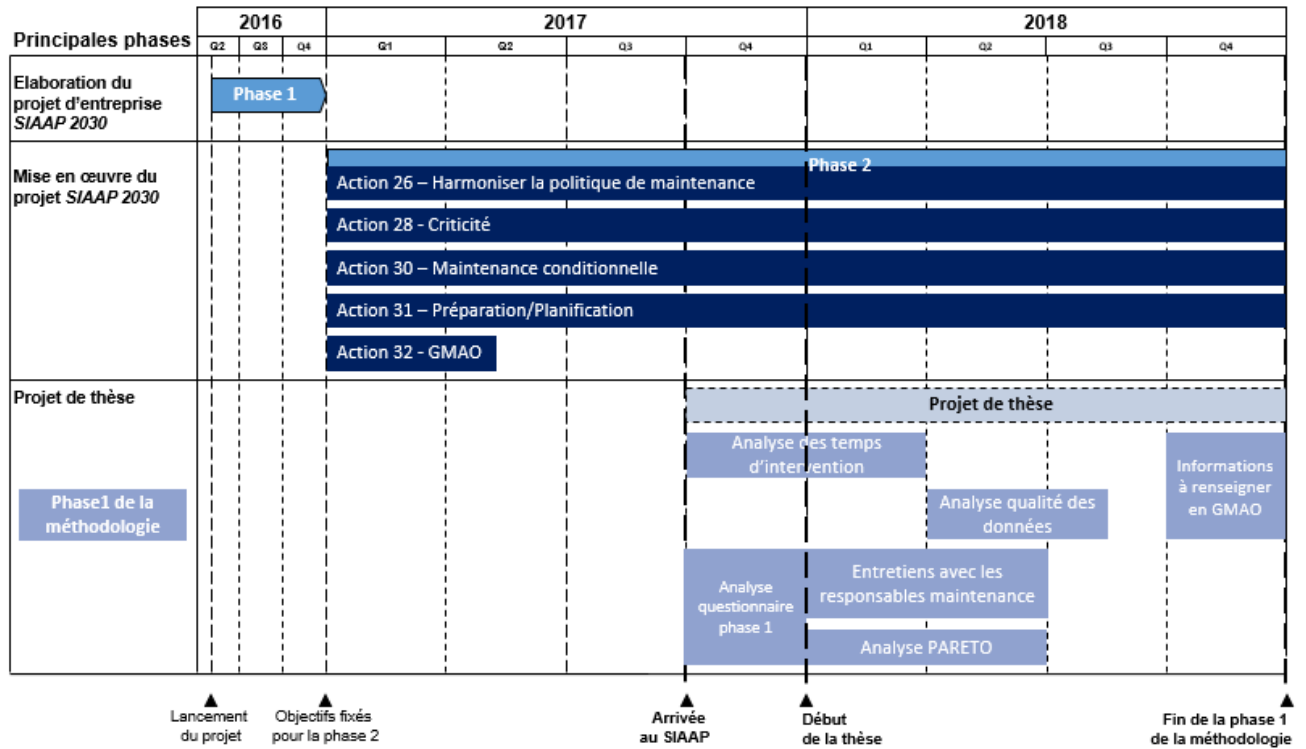 2016
2017
2018
Principales phases
Q2
Q3
Q4
Q1
Q2
Q3
Q4
Q1
Q2
Q3
Q4
Elaboration du
projet d'entreprise
SIAAP 2030
Phase 1
Mise en œuvre du
projet SIAAP 2030
Phase 2
Action 26 – Harmoniser la politique de maintenance
Action 28 - Criticité
Action 30 – Maintenance conditionnelle
Action 31 – Préparation/Planification
Action 32 - GMAO
Projet de thèse
Projet de thèse
Analyse des temps
d'intervention
Informations
à renseigner
en GMAO
Phase1 de la
méthodologie
Analyse qualité des
données
Analyse
questionnaire
phase 1
Entretiens avec les
responsables maintenance
Analyse PARETO
Lancement
du projet
Objectifs fixés
pour la phase 2
Arrivée
au SIAAP
Début
de la thèse
Fin de la phase 1
de la méthodologie